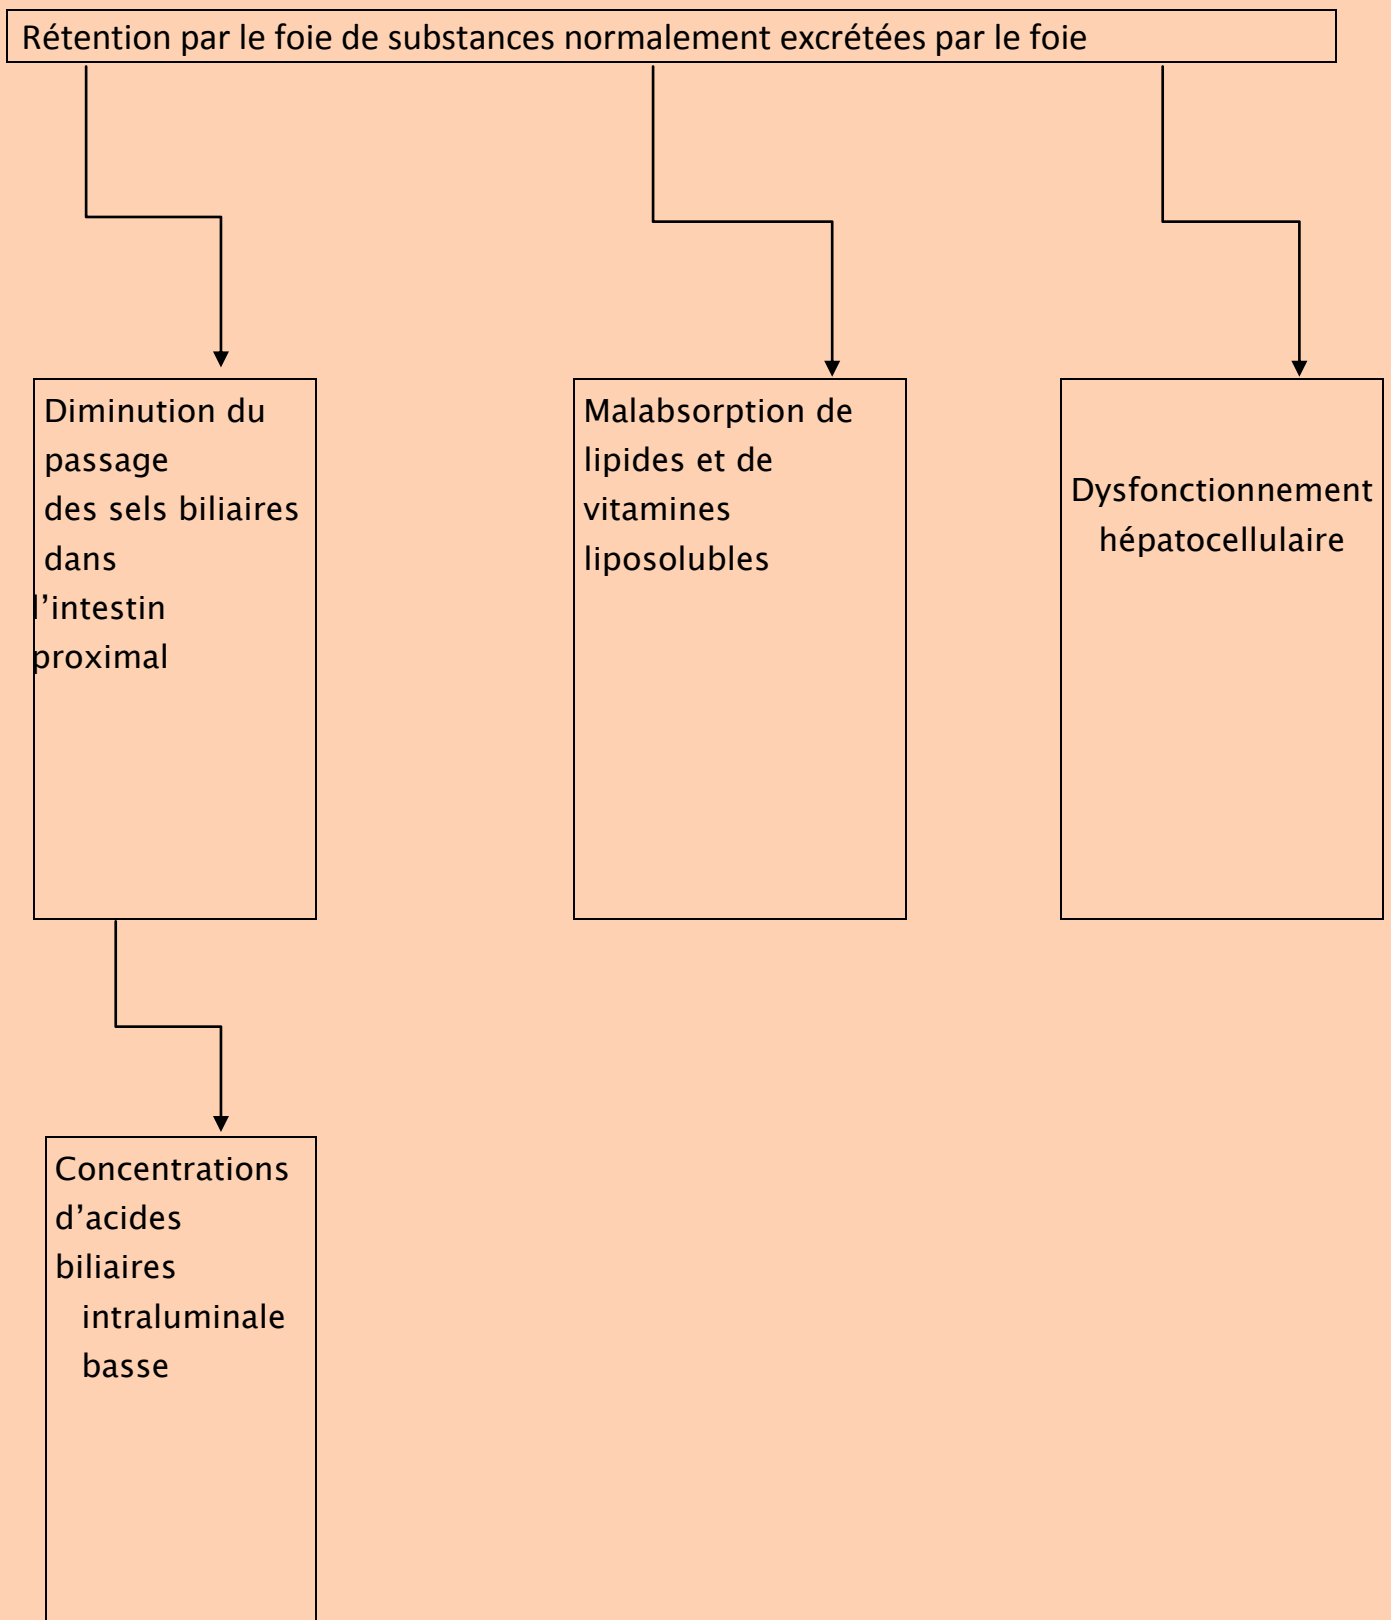 Rétention par le foie de substances normalement excrétées par le foie
Diminution du
passage
des sels biliaires
dans
l’intestin
proximal
Malabsorption de
lipides et de
vitamines
liposolubles
Dysfonctionnement
hépatocellulaire
Concentrations
d’acides
biliaires
intraluminale
basse